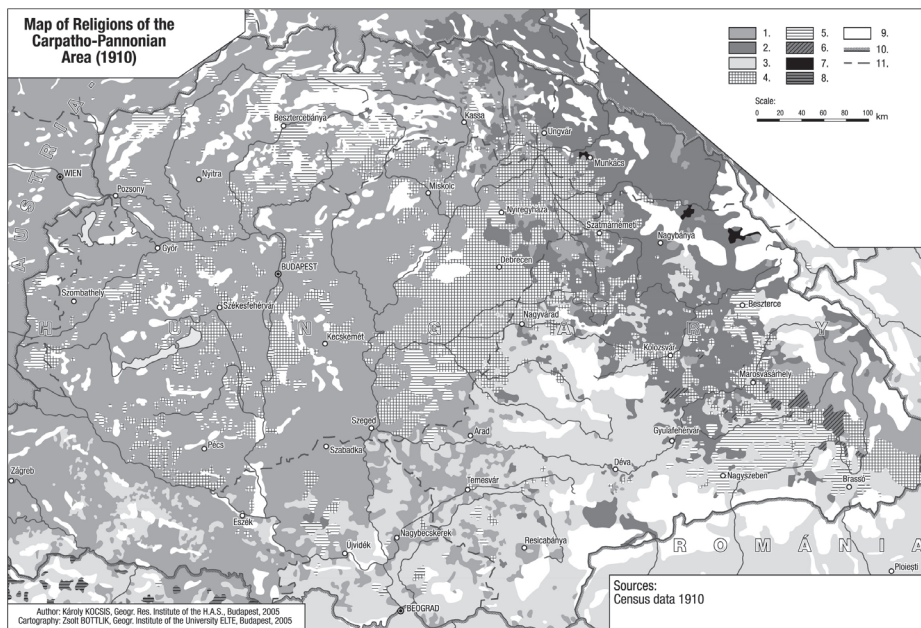 Map of Religions of the
Carpatho-Pannonian
Area (1910)
1.
2.
3.
4.
5.
6.
7.
8.
9.
10.
11.
Scale:
0 20 40 60 80 100 km
AUSTRIA
WIEN
Pozsony
Nyitra
Besztercebánya
Kassa
Ungvár
Munkács
Miskolc
Nyíregyháza
Szatmárnémeti
Nagybánya
Győr
BUDAPEST
Debrecen
Szombathely
Székesfehérvár
Beszterce
HUNGARY
Kecskemét
Nagyvárad
Kolozsvár
Marosvásárhely
Szeged
Pécs
Szabadka
Arad
Gyulafehérvár
Zágreb
Déva
Nagyszeben
Brassó
Temesvár
Eszék
Nagybecskerek
Újvidék
Resicabánya
ROMÁNIA
Ploiești
BEOGRAD
Sources:
Census data 1910
Author: Károly KOCSIS, Geogr. Res. Institute of the H.A.S., Budapest, 2005
Cartography: Zsolt BOTTLIK, Geogr. Institute of the University ELTE, Budapest, 2005